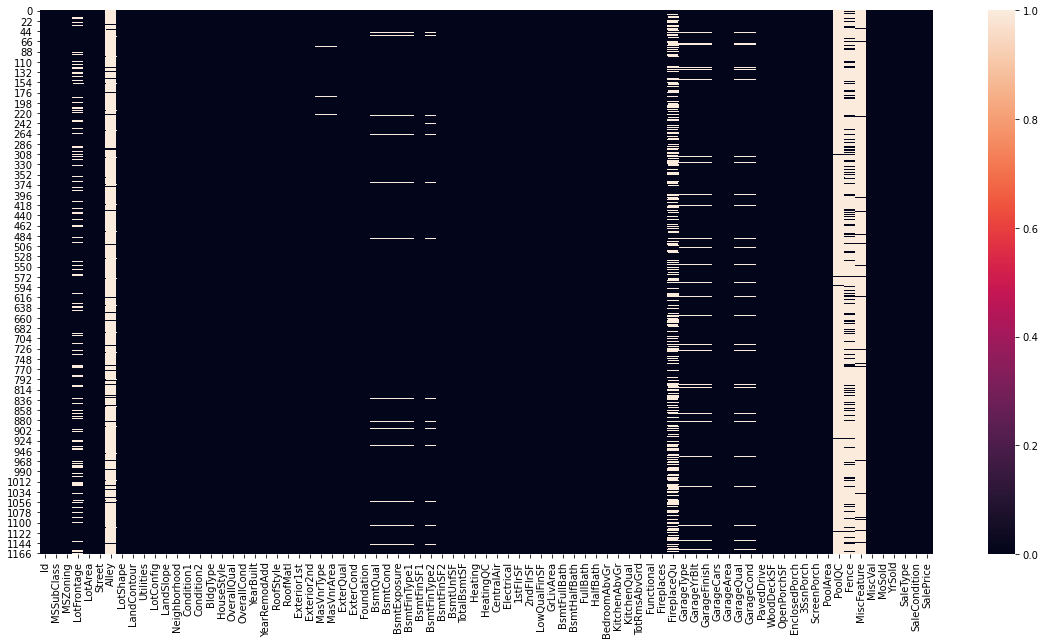 0
22
44
66
88
110
132
154
176
198
220
242
264
286
308
330
352
374
396
418
440
462
484
506
528
550
572
594
616
638
660
682
704
726
748
770
792
814
836
858
880
902
924
946
968
990
1012
1034
1056
1078
1100
1122
1144
1166
Id
MSSubClass
MSZoning
LotFrontage
LotArea
Street
Alley
LotShape
LandContour
Utilities
LotConfig
LandSlope
Neighborhood
Condition1
Condition2
BldgType
HouseStyle
OverallQual
OverallCond
YearBuilt
YearRemodAdd
RoofStyle
RoofMatl
Exterior1st
Exterior2nd
MasVnrType
MasVnrArea
ExterQual
ExterCond
Foundation
BsmtQual
BsmtCond
BsmtExposure
BsmtFinType1
BsmtFinSF1
BsmtFinType2
BsmtFinSF2
BsmtUnfSF
TotalBsmtSF
Heating
HeatingQC
CentralAir
Electrical
1stFlrSF
2ndFlrSF
LowQualFinSF
GrLivArea
BsmtFullBath
BsmtHalfBath
FullBath
HalfBath
BedroomAbvGr
KitchenAbvGr
KitchenQual
TotRmsAbvGrd
Functional
Fireplaces
FireplaceQu
GarageType
GarageYrBlt
GarageFinish
GarageCars
GarageArea
GarageQual
GarageCond
PavedDrive
WoodDeckSF
OpenPorchSF
EnclosedPorch
3SsnPorch
ScreenPorch
PoolArea
PoolQC
Fence
MiscFeature
MiscVal
MoSold
YrSold
SaleType
SaleCondition
SalePrice
1.0
0.8
0.6
0.4
0.2
0.0